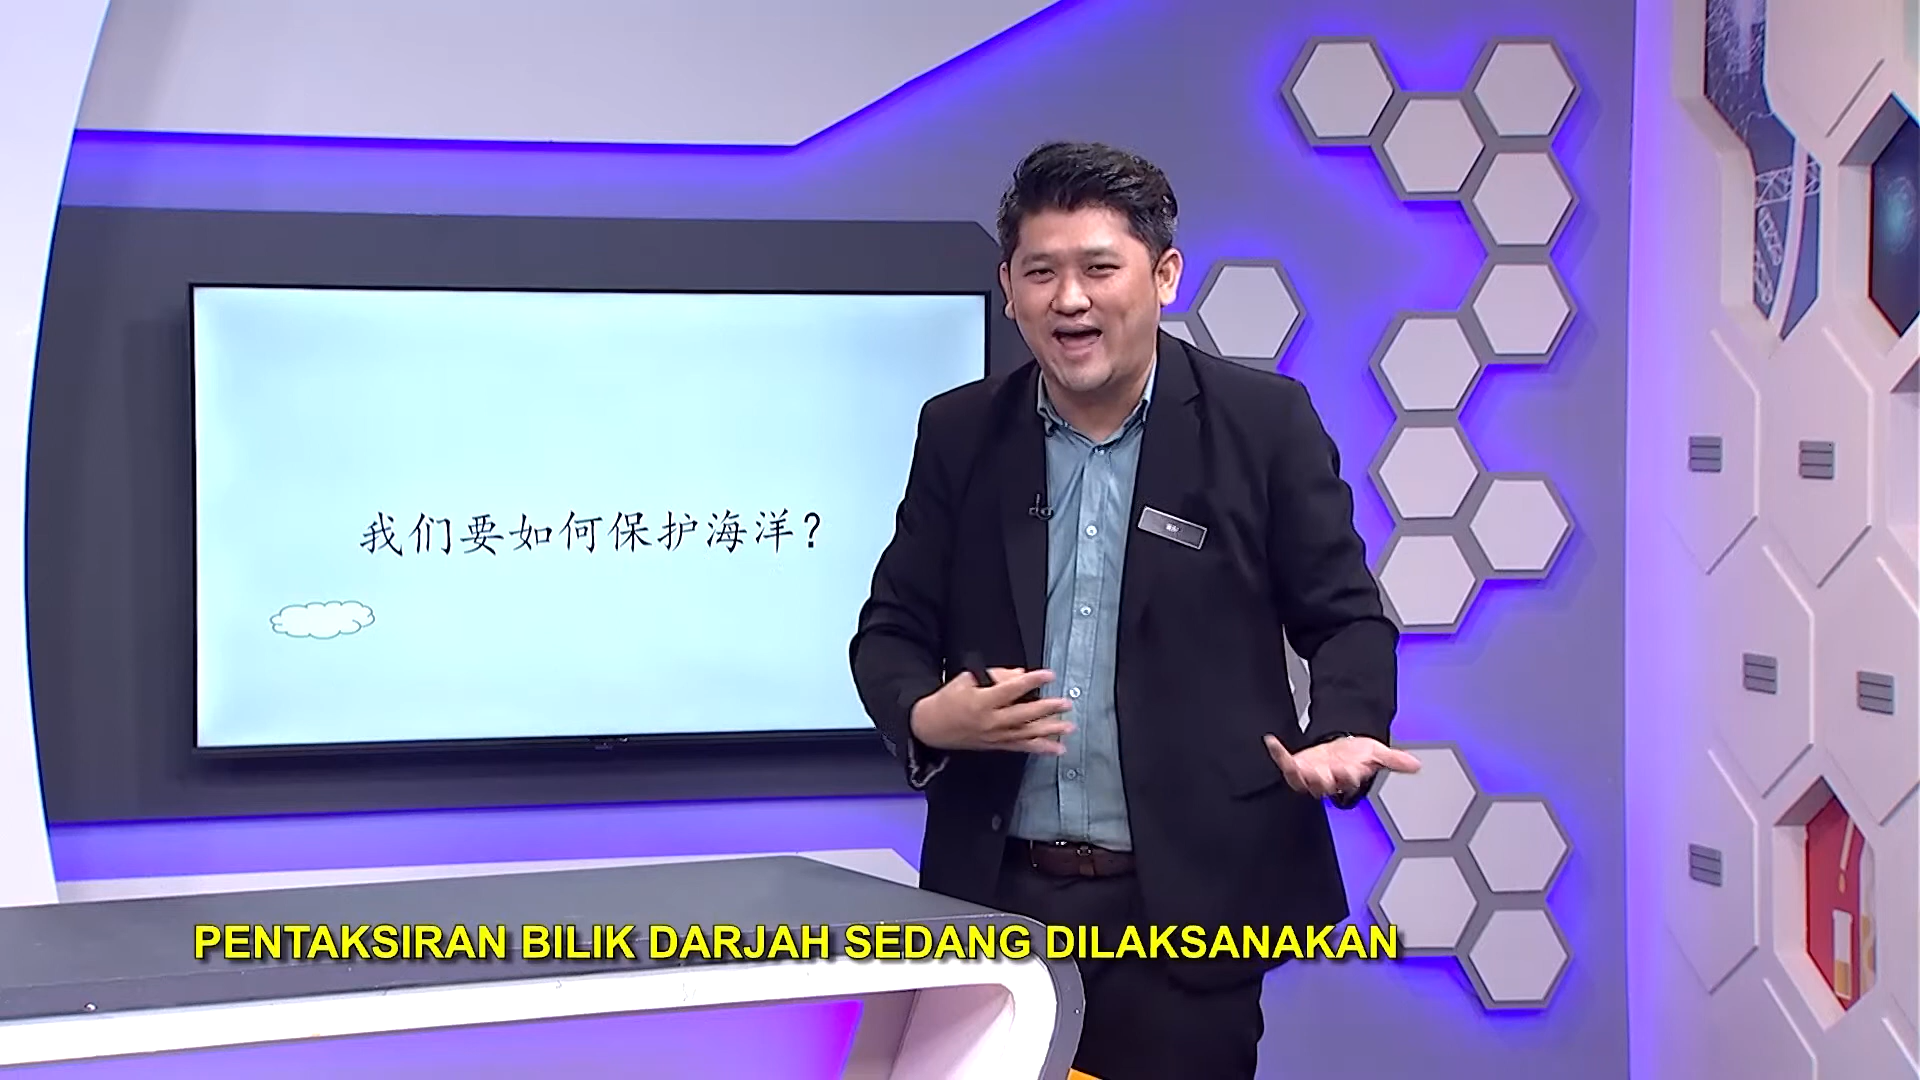 我们要如何保护海洋？
PENTAKSIRAN BILIK DARJAH SEDANG DILAKSANAKAN